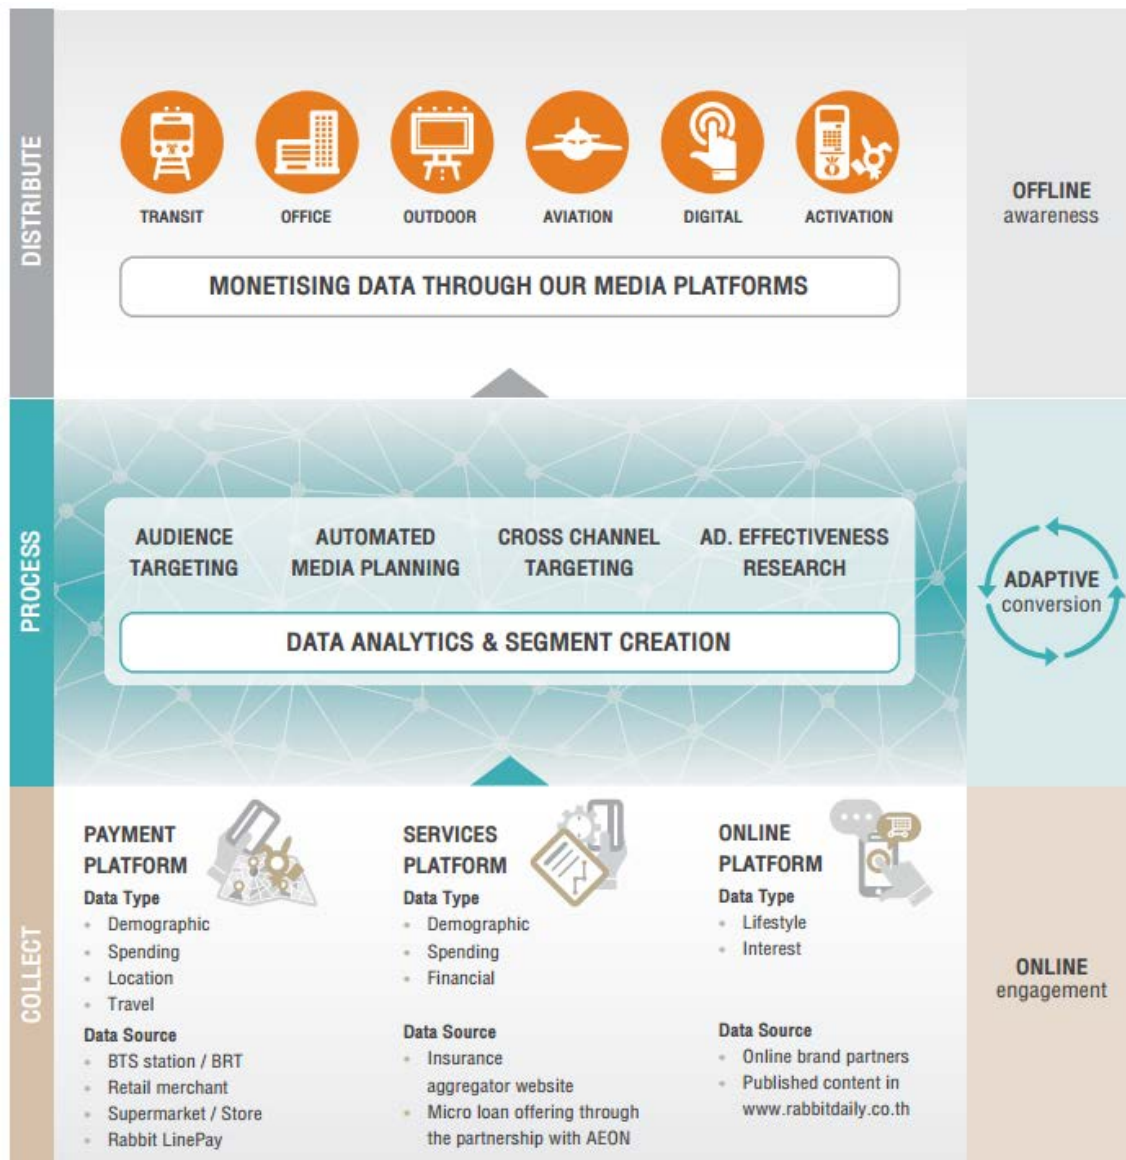 DISTRIBUTE
TRANSIT
OFFICE
OUTDOOR
AVIATION
DIGITAL
ACTIVATION
MONETISING DATA THROUGH OUR MEDIA PLATFORMS
OFFLINE
awareness
PROCESS
AUDIENCE
TARGETING
AUTOMATED
MEDIA PLANNING
CROSS CHANNEL
TARGETING
AD. EFFECTIVENESS
RESEARCH
DATA ANALYTICS & SEGMENT CREATION
ADAPTIVE
conversion
COLLECT
PAYMENT
PLATFORM
Data Type
• Demographic
• Spending
• Location
• Travel
Data Source
• BTS station / BRT
• Retail merchant
• Supermarket / Store
• Rabbit LinePay
SERVICES
PLATFORM
Data Type
• Demographic
• Spending
• Financial
Data Source
• Insurance
aggregator website
• Micro loan offering through
the partnership with AEON
ONLINE
PLATFORM
Data Type
• Lifestyle
• Interest
Data Source
• Online brand partners
• Published content in
www.rabbitdaily.co.th
ONLINE
engagement